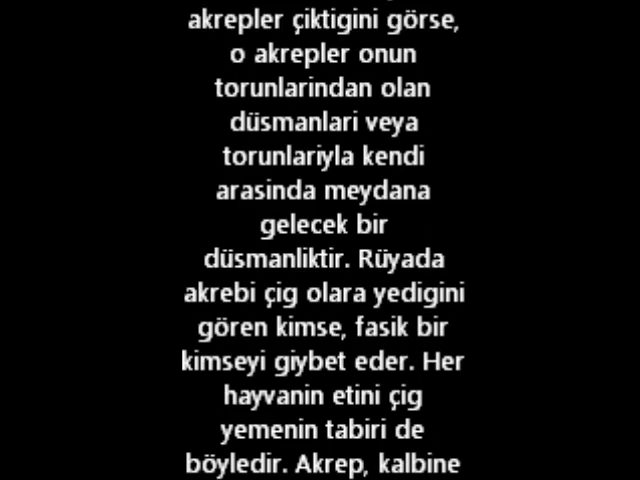 akrepler çiktigini görse,
o akrepler onun
torunlarindan olan
düsmanlari veya
torunlariyla kendi
arasinda meydana
gelecek bir
düsmanliktir. Rüyada
akrebi çig olara yedigini
gören kimse, fasik bir
kimseyi giybet eder. Her
hayvanin etini çig
yemenin tabiri de
böyledir. Akrep, kalbine